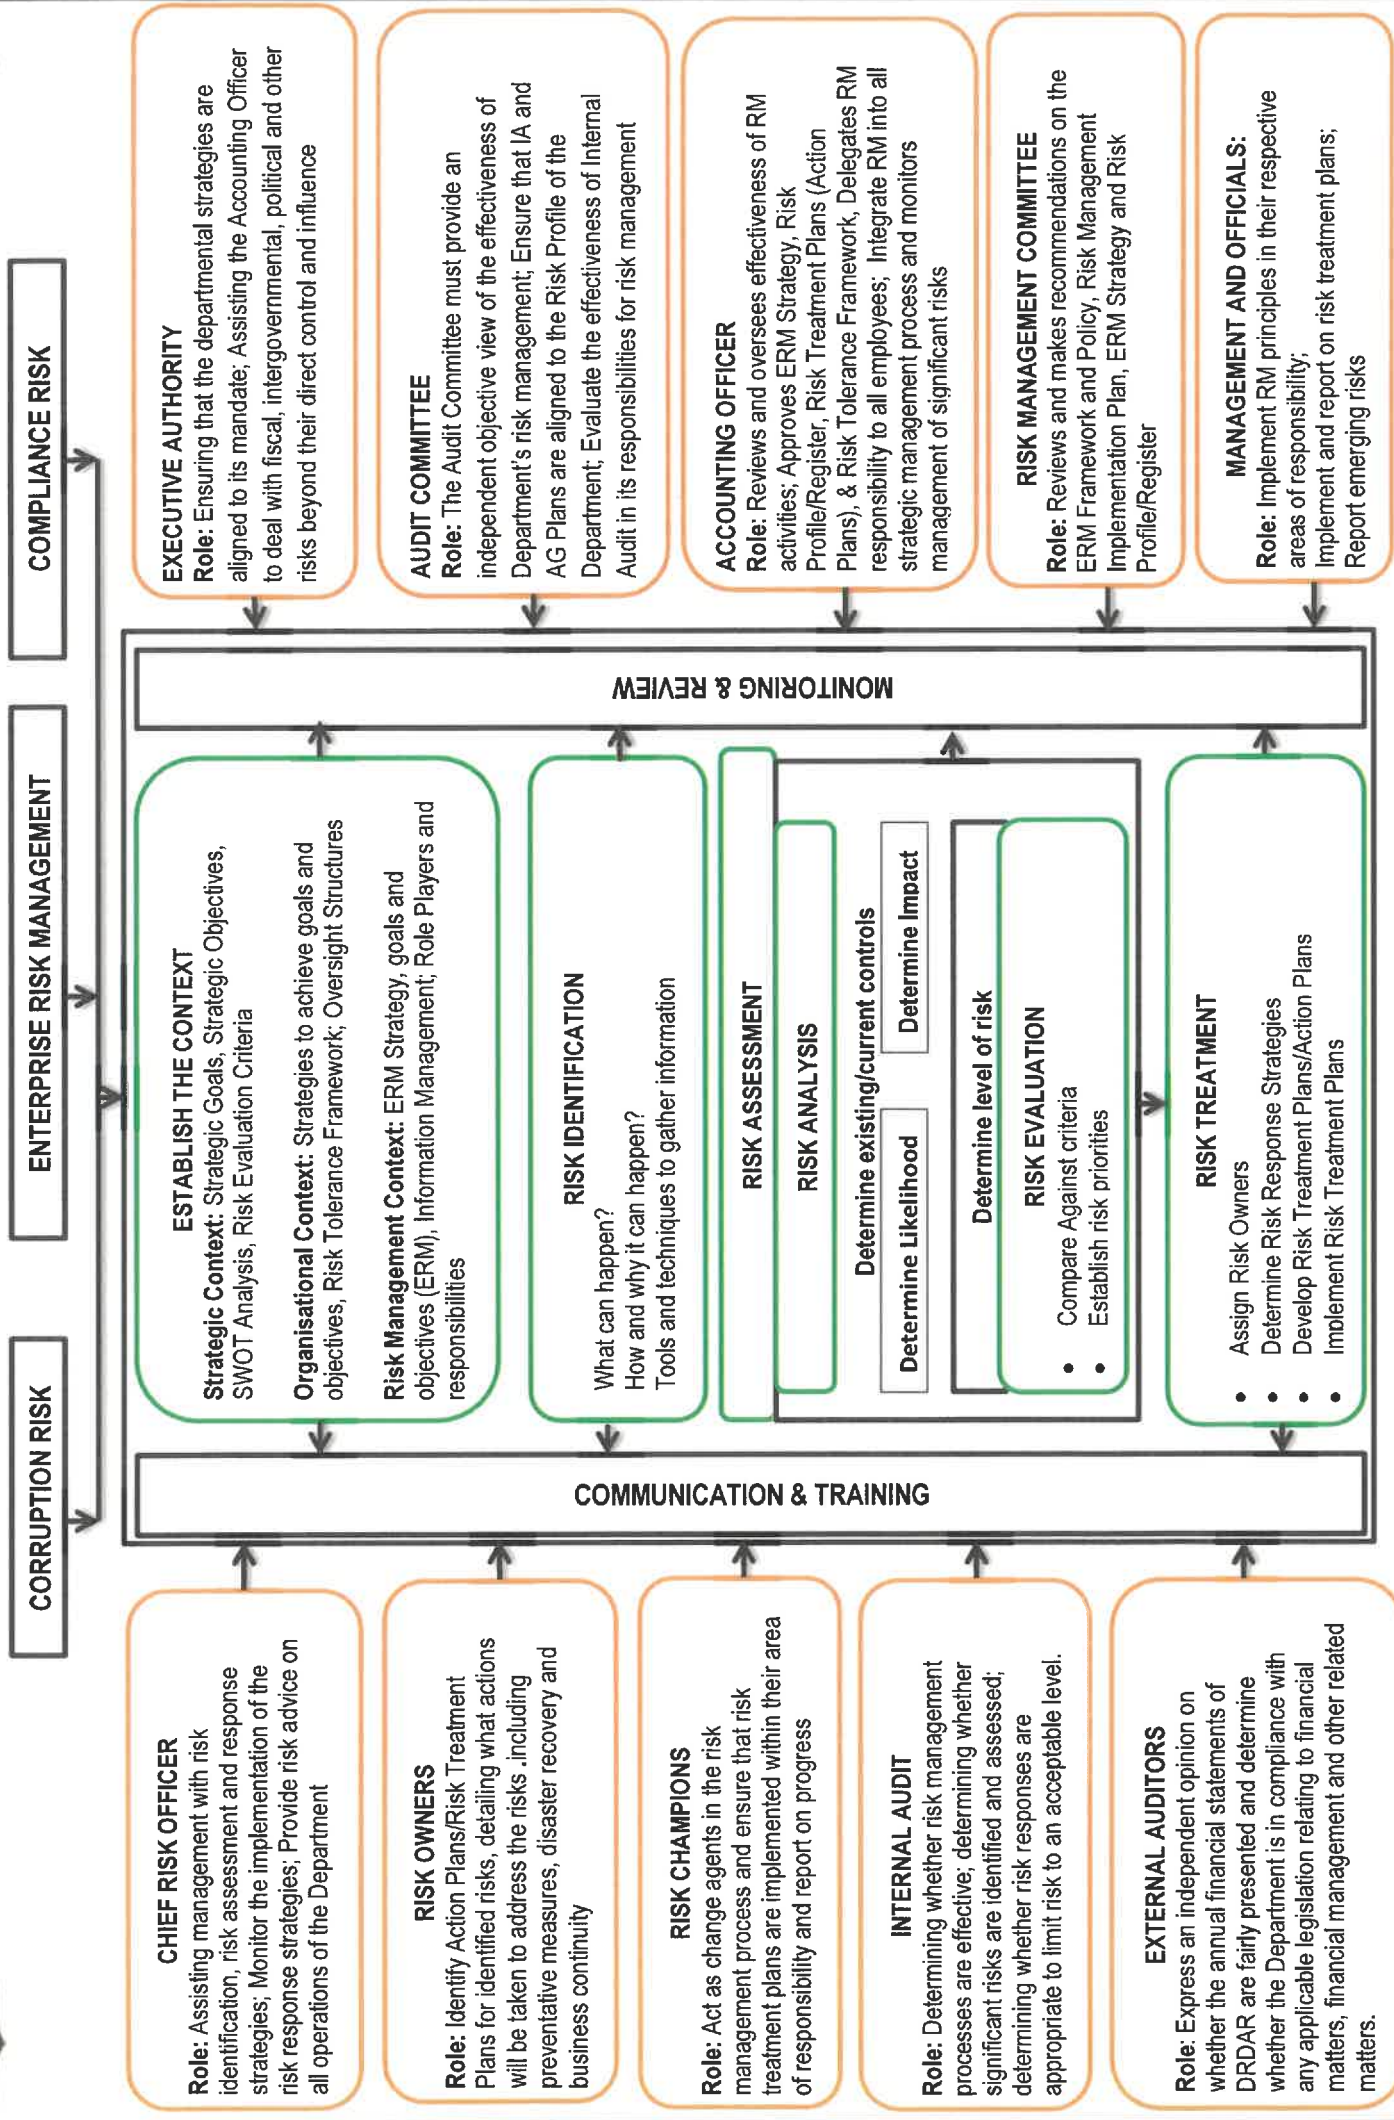 CORRUPTION RISK
ENTERPRISE RISK MANAGEMENT
COMPLIANCE RISK
CHIEF RISK OFFICER
Role: Assisting management with risk
identification, risk assessment and response
strategies; Monitor the implementation of the
risk response strategies; Provide risk advice on
all operations of the Department
RISK OWNERS
Role: Identify Action Plans/Risk Treatment
Plans for identified risks, detailing what actions
will be taken to address the risks .including
preventative measures, disaster recovery and
business continuity
RISK CHAMPIONS
Role: Act as change agents in the risk
management process and ensure that risk
treatment plans are implemented within their area
of responsibility and report on progress
INTERNAL AUDIT
Role: Determining whether risk management
processes are effective; determining whether
significant risks are identified and assessed;
determining whether risk responses are
appropriate to limit risk to an acceptable level.
EXTERNAL AUDITORS
Role: Express an independent opinion on
whether the annual financial statements of
DRDAR are fairly presented and determine
whether the Department is in compliance with
any applicable legislation relating to financial
matters, financial management and other related
matters.
COMMUNICATION & TRAINING
ESTABLISH THE CONTEXT
Strategic Context: Strategic Goals, Strategic Objectives,
SWOT Analysis, Risk Evaluation Criteria
Organisational Context: Strategies to achieve goals and
objectives, Risk Tolerance Framework; Oversight Structures
Risk Management Context: ERM Strategy, goals and
objectives (ERM), Information Management; Role Players and
responsibilities
RISK IDENTIFICATION
What can happen?
How and why it can happen?
Tools and techniques to gather information
RISK ASSESSMENT
RISK ANALYSIS
Determine existing/current controls
Determine Likelihood
Determine Impact
Determine level of risk
RISK EVALUATION
• Compare Against criteria
• Establish risk priorities
RISK TREATMENT
• Assign Risk Owners
• Determine Risk Response Strategies
• Develop Risk Treatment Plans/Action Plans
• Implement Risk Treatment Plans
MONITORING & REVIEW
EXECUTIVE AUTHORITY
Role: Ensuring that the departmental strategies are
aligned to its mandate; Assisting the Accounting Officer
to deal with fiscal, intergovernmental, political and other
risks beyond their direct control and influence
AUDIT COMMITTEE
Role: The Audit Committee must provide an
independent objective view of the effectiveness of
Department's risk management; Ensure that IA and
AG Plans are aligned to the Risk Profile of the
Department; Evaluate the effectiveness of Internal
Audit in its responsibilities for risk management
ACCOUNTING OFFICER
Role: Reviews and oversees effectiveness of RM
activities; Approves ERM Strategy, Risk
Profile/Register, Risk Treatment Plans (Action
Plans), & Risk Tolerance Framework, Delegates RM
responsibility to all employees; Integrate RM into all
strategic management process and monitors
management of significant risks
RISK MANAGEMENT COMMITTEE
Role: Reviews and makes recommendations on the
ERM Framework and Policy, Risk Management
Implementation Plan, ERM Strategy and Risk
Profile/Register
MANAGEMENT AND OFFICIALS:
Role: Implement RM principles in their respective
areas of responsibility;
Implement and report on risk treatment plans;
Report emerging risks